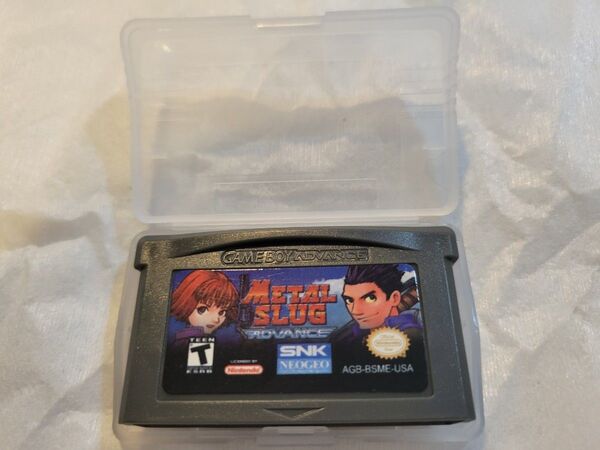 GAME BOY ADVANCE
METAL
SLUG
ADVANCE
TEEN
T
ESRB
LICENSED BY
Nintendo
SNK
NEOGEO
AGB-BSME-USA